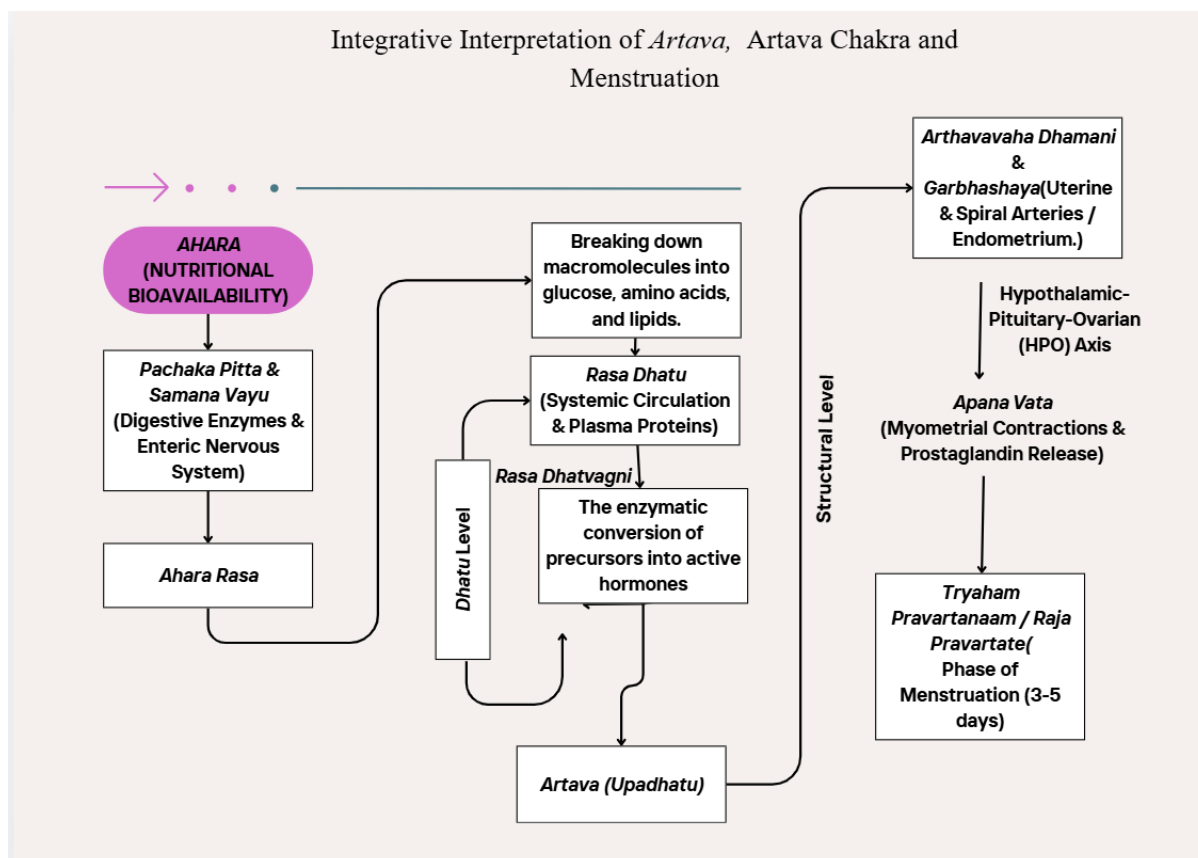 Integrative Interpretation of Artava, Artava Chakra and
Menstruation
AHARA
(NUTRITIONAL
BIOAVAILABILITY)
Pachaka Pitta &
Samana Vayu
(Digestive Enzymes &
Enteric Nervous
System)
Ahara Rasa
Breaking down
macromolecules into
glucose, amino acids,
and lipids.
Rasa Dhatu
(Systemic Circulation
& Plasma Proteins)
Rasa Dhatvagni
Dhatu Level
The enzymatic
conversion of
precursors into active
hormones
Artava (Upadhatu)
Structural Level
Arthavavaha Dhamani
&
Garbhashaya(Uterine
& Spiral Arteries /
Endometrium.)
Hypothalamic-
Pituitary-Ovarian
(HPO) Axis
Apana Vata
(Myometrial Contractions &
Prostaglandin Release)
Tryaham
Pravartanaam / Raja
Pravartate(
Phase of
Menstruation (3-5
days)